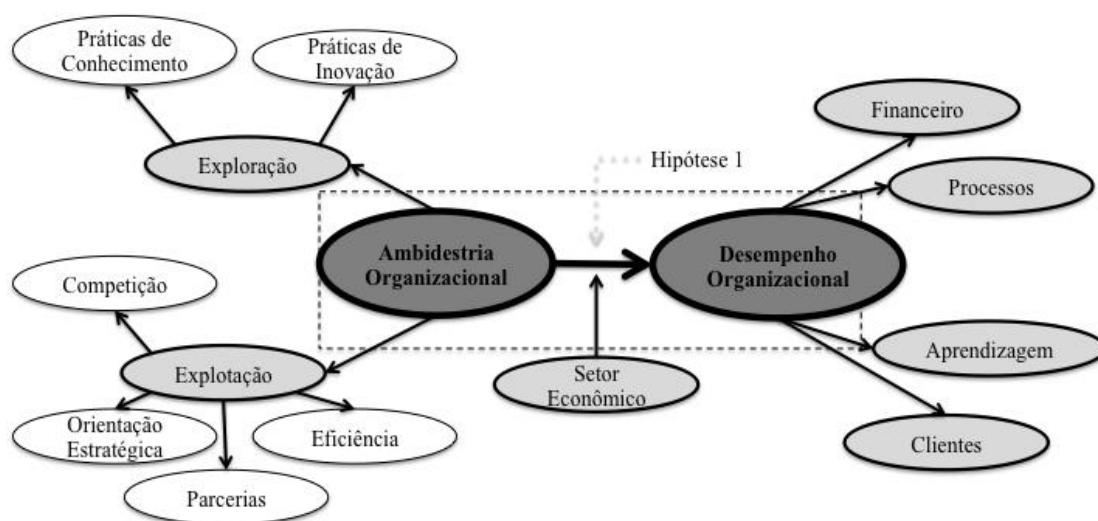 Práticas de
Conhecimento
Práticas de
Inovação
Exploração
Financeiro
Processos
Hipótese 1
Ambidestria
Organizacional
Desempenho
Organizacional
Competição
Explotação
Setor
Econômico
Aprendizagem
Orientação
Estratégica
Eficiência
Clientes
Parcerias